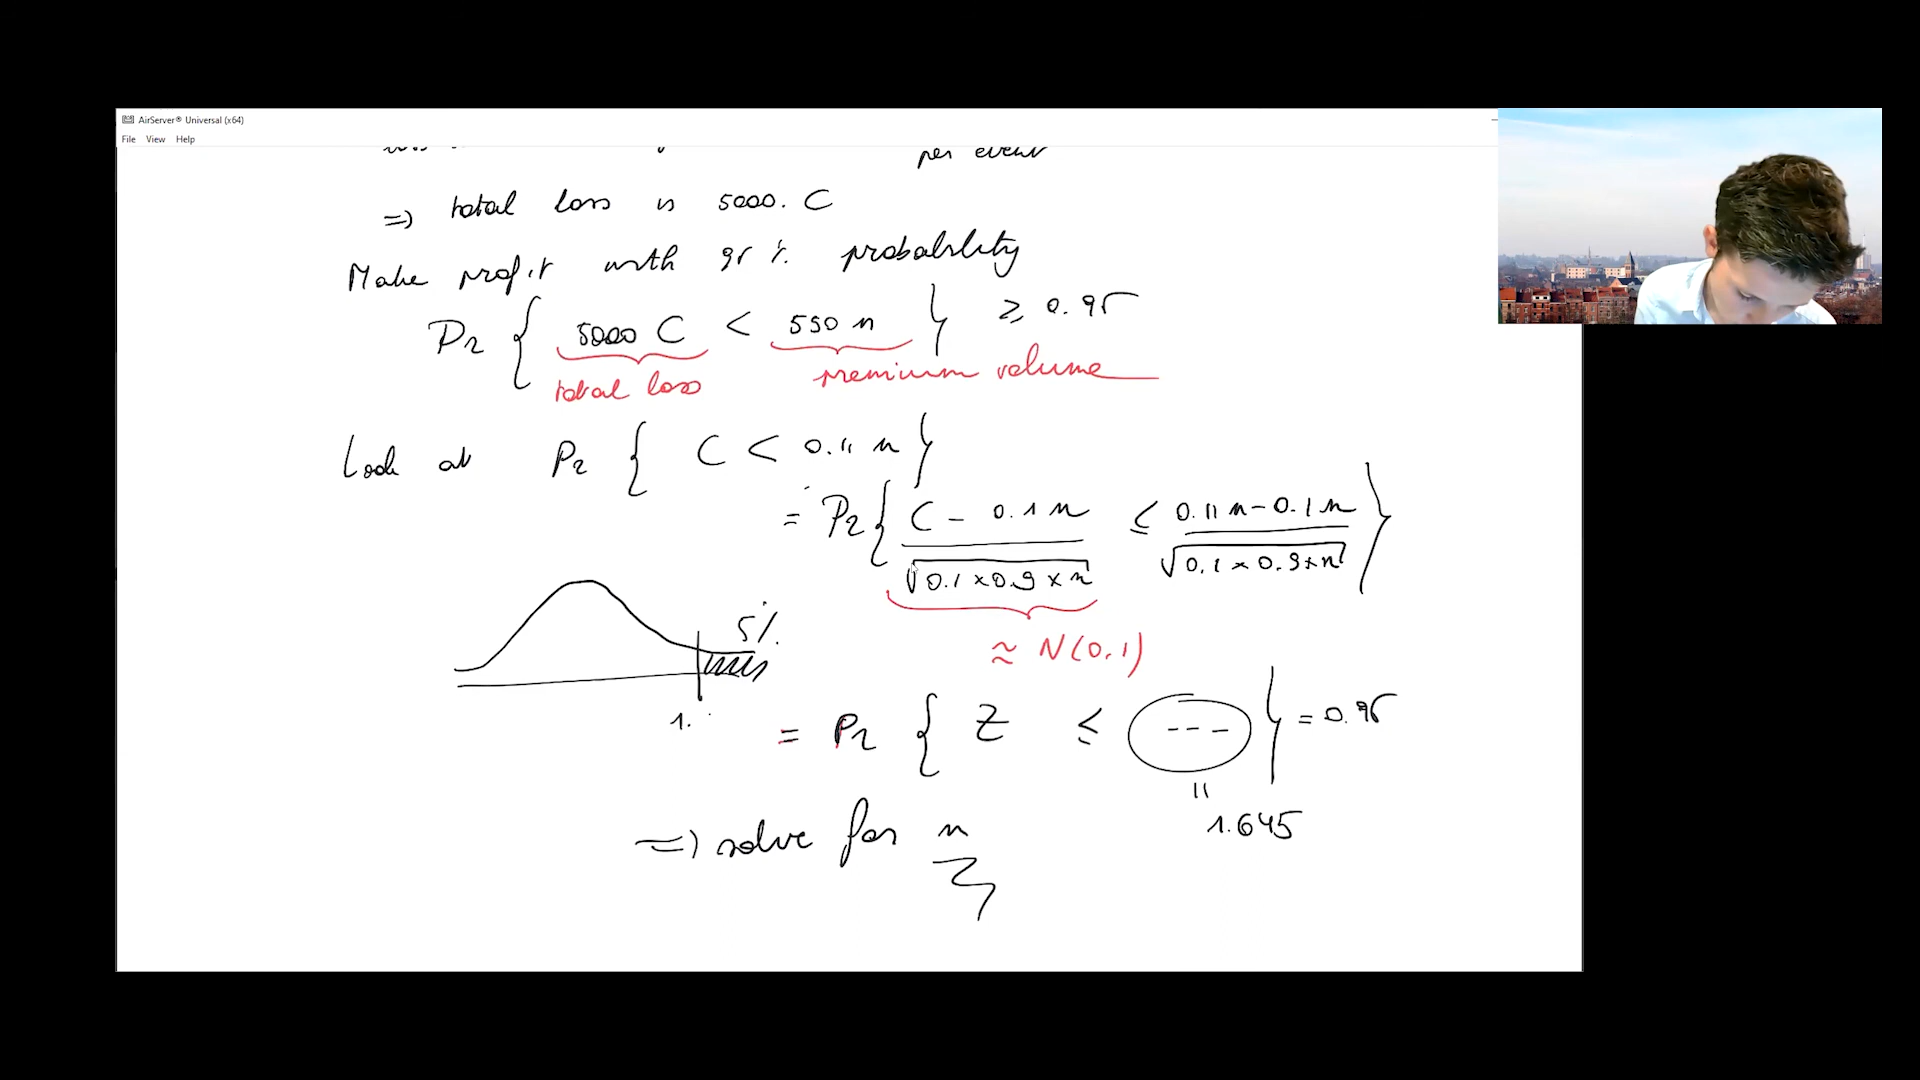 AirServer® Universal (x64)
File View Help
per event
=> total loss is 5000. C
Make profit with 95 %. probability
Pr { 5000 C < 550 n } ≥ 0.95
total loss premium volume
Look at Pr { C < 0.11 n }
= Pr { (C - 0.1 n) / √(0.1 × 0.9 × n) ≤ (0.11 n - 0.1 n) / √(0.1 × 0.9 × n) }
≈ N(0,1)
5%
1.
= Pr { Z ≤ --- } = 0.95
=
1.645
=> solve for n